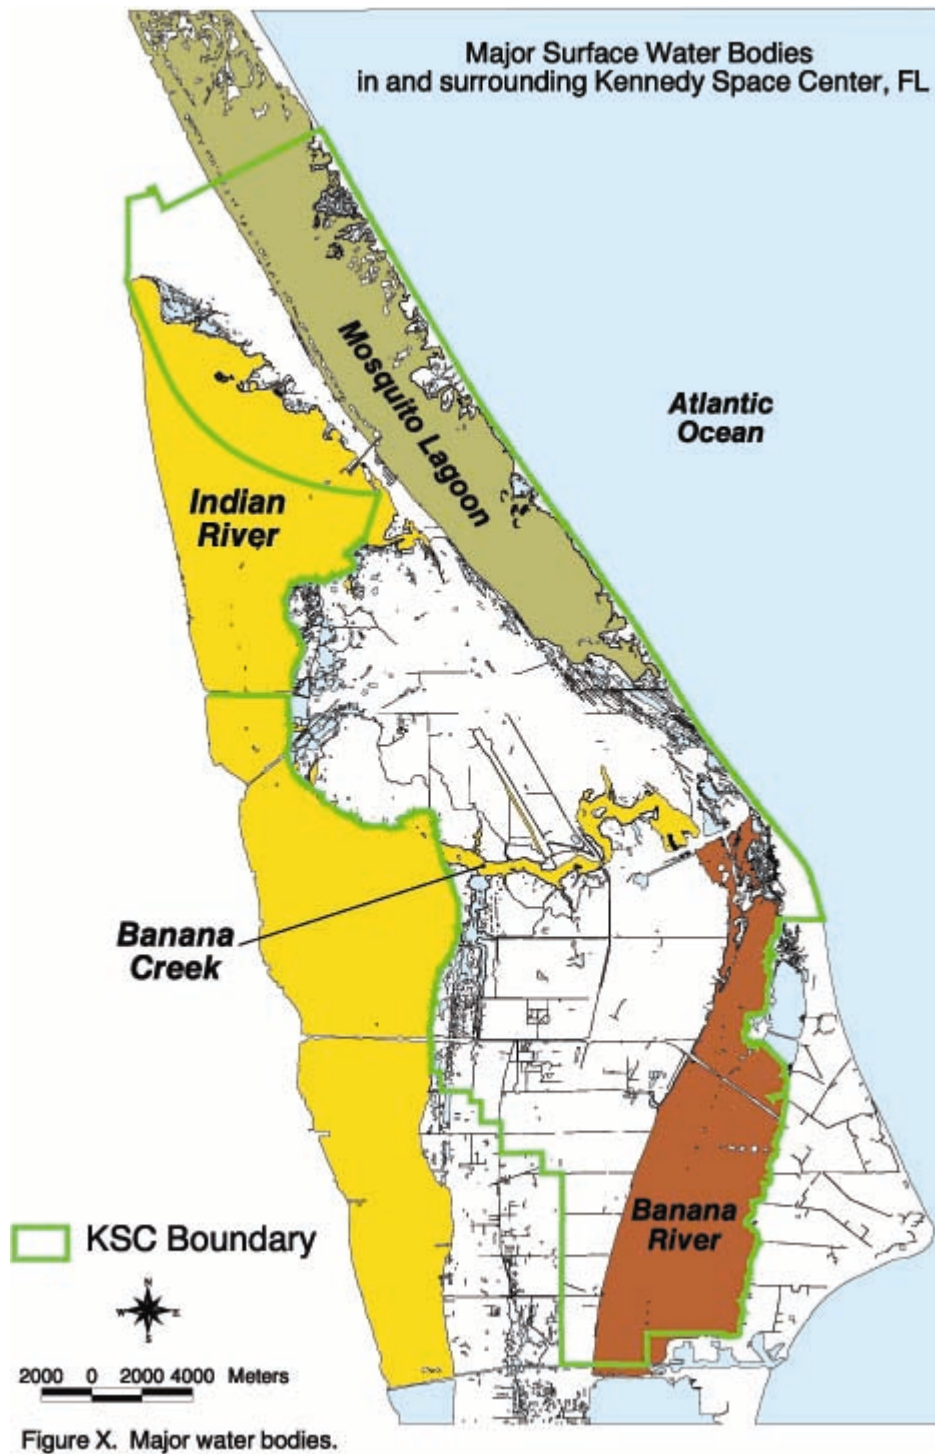 Major Surface Water Bodies
in and surrounding Kennedy Space Center, FL
Mosquito Lagoon
Atlantic
Ocean
Indian
River
Banana
Creek
Banana
River
KSC Boundary
N
W E
S
2000 0 2000 4000 Meters
Figure X. Major water bodies.